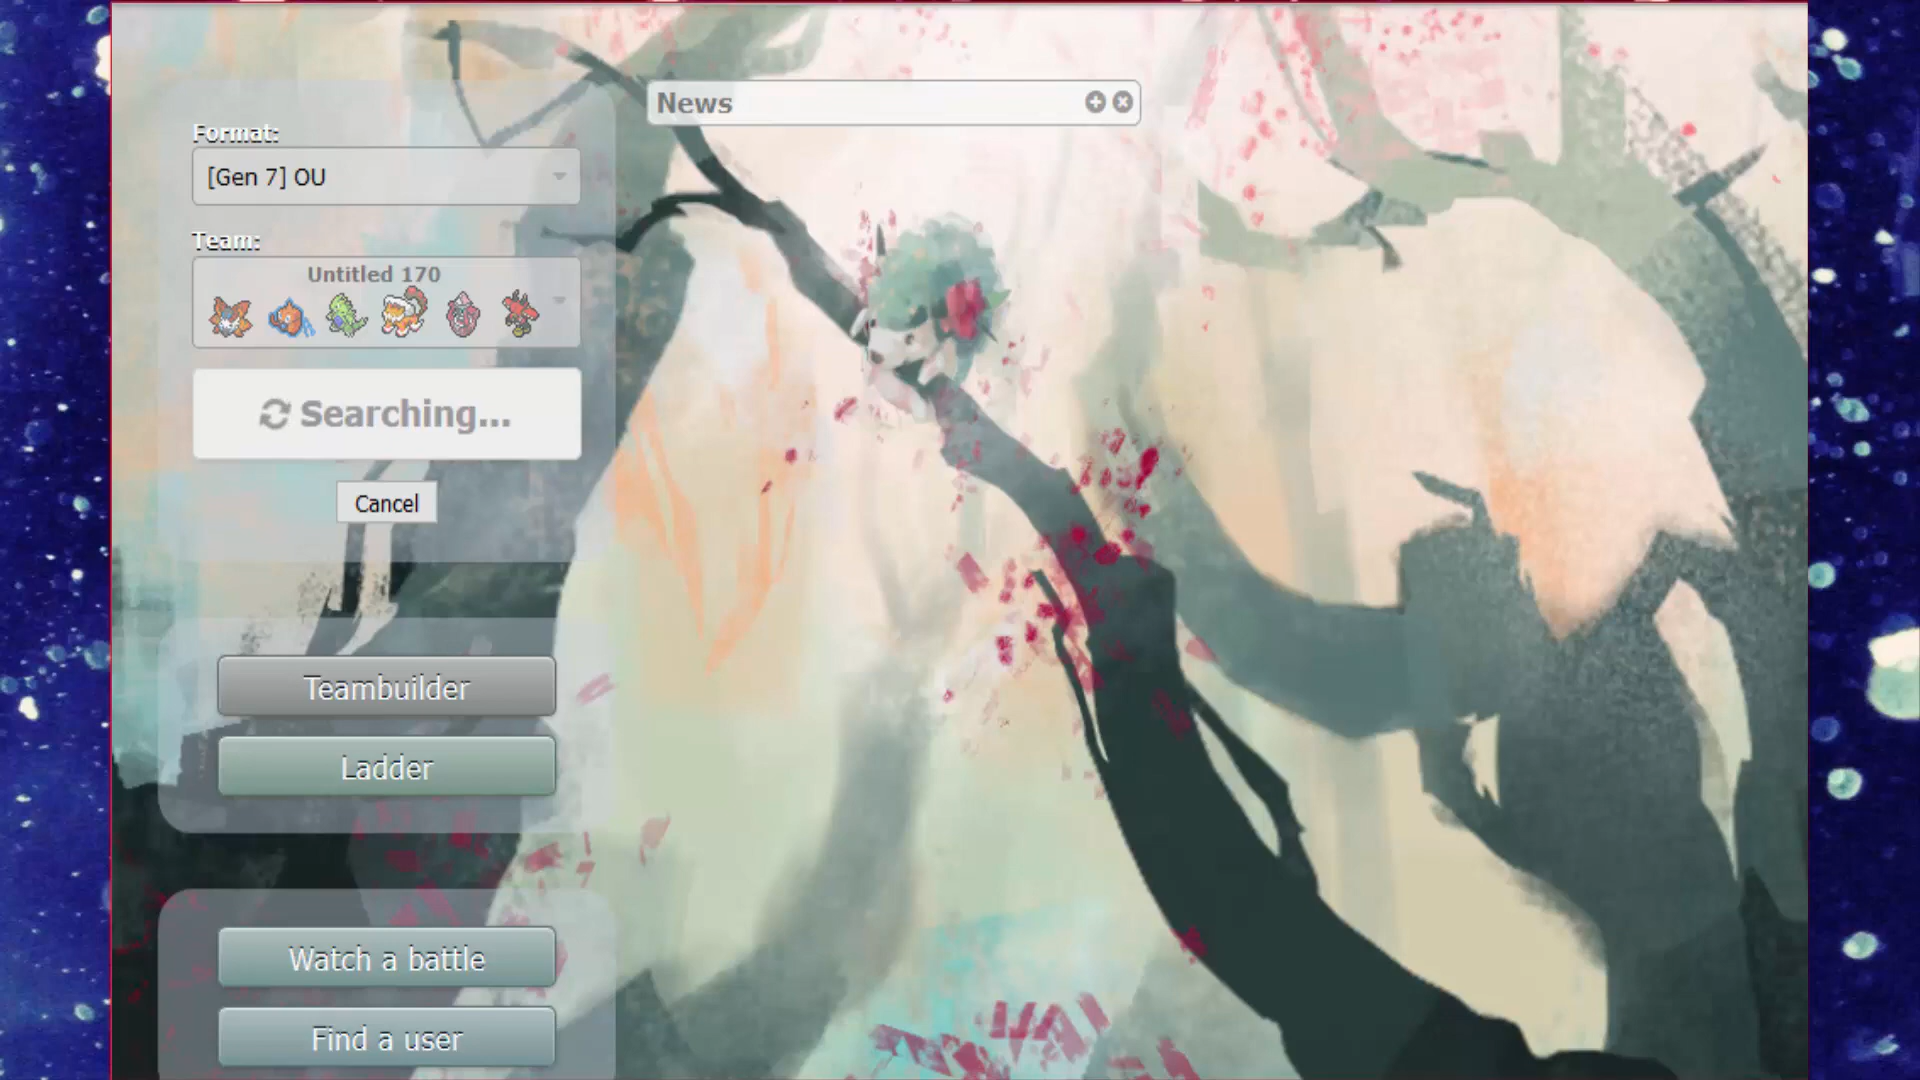 Format:
[Gen 7] OU
Team:
Untitled 170
Searching...
Cancel
Teambuilder
Ladder
Watch a battle
Find a user
News